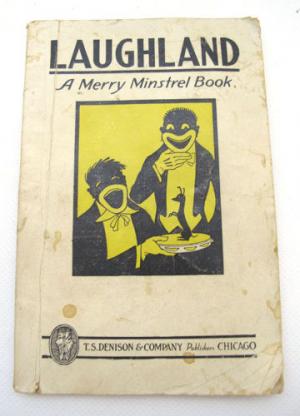 LAUGHLAND
A Merry Minstrel Book.
T.S. DENISON & COMPANY Publishers CHICAGO